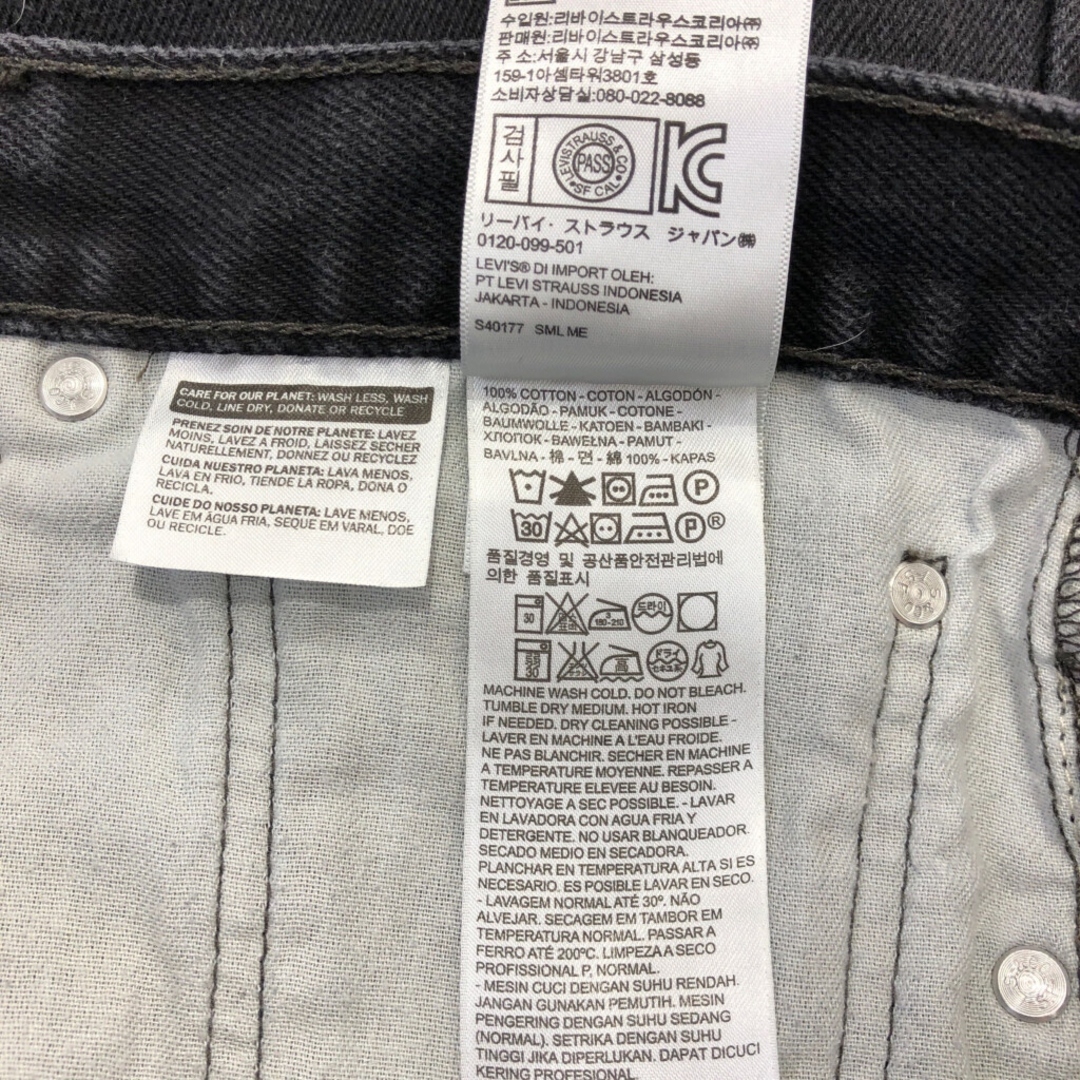 수입원:리바이스트라우스코리아㈜
판매원:리바이스트라우스코리아㈜
주 소:서울시 강남구 삼성동
159-1아셈타워3801호
소비자상담실:080-022-8088
검사필
LEVI STRAUSS & CO
PASS
SF CAL
リーバイ・ストラウス ジャパン㈱
0120-099-501
LEVI'S® DI IMPORT OLEH:
PT LEVI STRAUSS INDONESIA
JAKARTA - INDONESIA
S40177 SML ME
CARE FOR OUR PLANET: WASH LESS, WASH
COLD, LINE DRY, DONATE OR RECYCLE
PRENEZ SOIN DE NOTRE PLANETE: LAVEZ
MOINS, LAVEZ A FROID, LAISSEZ SECHER
NATURELLEMENT, DONNEZ OU RECYCLEZ
CUIDA NUESTRO PLANETA: LAVA MENOS,
LAVA EN FRIO, TIENDE LA ROPA, DONA O
RECICLA.
CUIDE DO NOSSO PLANETA: LAVE MENOS,
LAVE EM ÁGUA FRIA, SEQUE EM VARAL, DOE
OU RECICLE.
100% COTTON - COTON - ALGODÓN -
ALGODÃO - PAMUK - COTONE -
BAUMWOLLE - KATOEN - BAMBAKI -
ХЛОПОК - BAWEŁNA - PAMUT -
BAVLNA - 棉 - 면 - 綿 100% - KAPAS
P
30 P®
품질경영 및 공산품안전관리법에
의한 품질표시
30 3 180-210 드라이
30 高 ドライ セキユ系
MACHINE WASH COLD. DO NOT BLEACH.
TUMBLE DRY MEDIUM. HOT IRON
IF NEEDED. DRY CLEANING POSSIBLE -
LAVER EN MACHINE A L'EAU FROIDE.
NE PAS BLANCHIR. SECHER EN MACHINE
A TEMPERATURE MOYENNE. REPASSER A
TEMPERATURE ELEVEE AU BESOIN.
NETTOYAGE A SEC POSSIBLE. - LAVAR
EN LAVADORA CON AGUA FRIA Y
DETERGENTE. NO USAR BLANQUEADOR.
SECADO MEDIO EN SECADORA.
PLANCHAR EN TEMPERATURA ALTA SI ES
NECESARIO. ES POSIBLE LAVAR EN SECO.
- LAVAGEM NORMAL ATÉ 30º. NÃO
ALVEJAR. SECAGEM EM TAMBOR EM
TEMPERATURA NORMAL. PASSAR A
FERRO ATÉ 200ºC. LIMPEZA A SECO
PROFISSIONAL P, NORMAL.
- MESIN CUCI DENGAN SUHU RENDAH.
JANGAN GUNAKAN PEMUTIH. MESIN
PENGERING DENGAN SUHU SEDANG
(NORMAL). SETRIKA DENGAN SUHU
TINGGI JIKA DIPERLUKAN. DAPAT DICUCI
KERING PROFESIONAL.